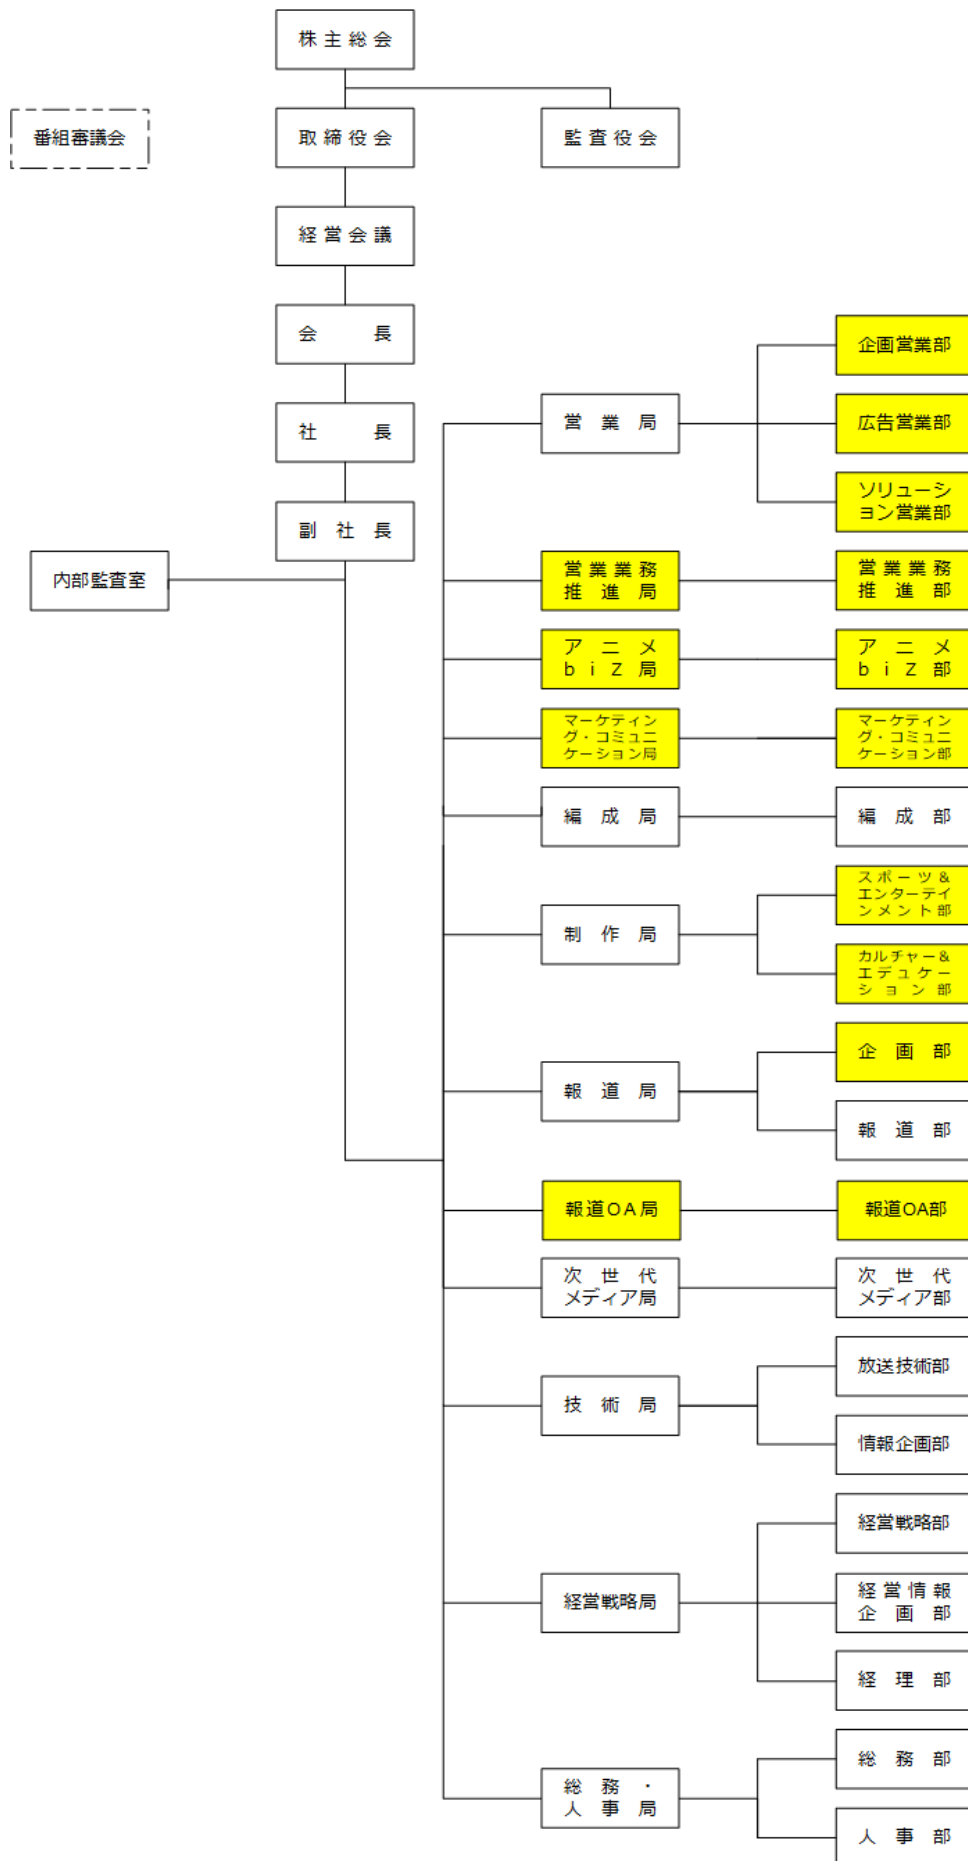 株主総会
番組審議会
取締役会
監査役会
経営会議
会長
社長
副社長
内部監査室
営業局
企画営業部
広告営業部
ソリューシ
ョン営業部
営業業務
推進局
営業業務
推進部
アニメ
biZ局
アニメ
biZ部
マーケティン
グ・コミュニ
ケーション局
マーケティン
グ・コミュニ
ケーション部
編成局
編成部
制作局
スポーツ&
エンターテイ
ンメント部
カルチャー&
エデュケー
ション部
報道局
企画部
報道部
報道OA局
報道OA部
次世代
メディア局
次世代
メディア部
技術局
放送技術部
情報企画部
経営戦略局
経営戦略部
経営情報
企画部
経理部
総務・
人事局
総務部
人事部